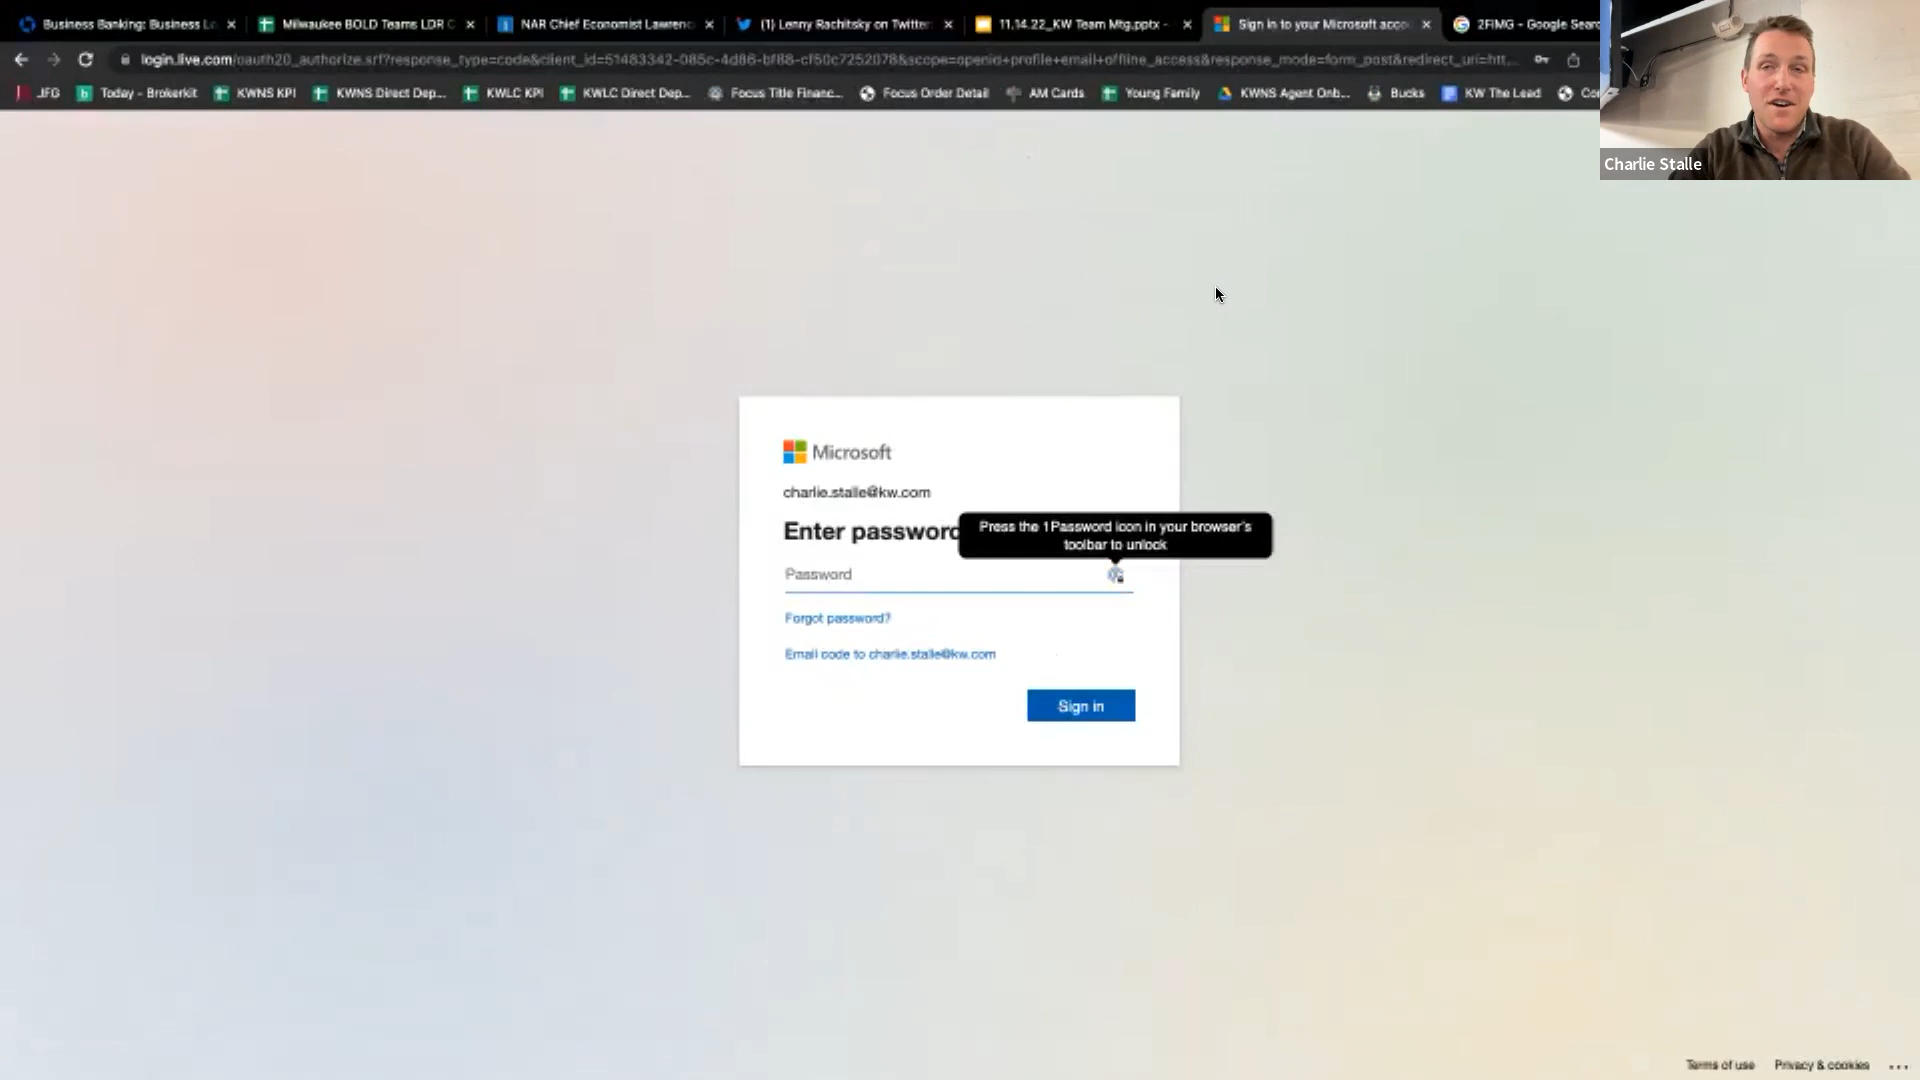 Business Banking: Business L
Milwaukee BOLD Teams LDR C
NAR Chief Economist Lawrenc
(1) Lenny Rachitsky on Twitter
11.14.22_KW Team Mtg.pptx -
Sign in to your Microsoft acco
2FIMG - Google Sear
login.live.com/oauth20_authorize.srf?response_type=code&client_id=51483342-085c-4d86-bf88-cf50c7252078&scope=openid+profile+email+offline_access&response_mode=form_post&redirect_uri=htt...
JFG
Today - Brokerkit
KWNS KPI
KWNS Direct Dep...
KWLC KPI
KWLC Direct Dep...
Focus Title Financ...
Focus Order Detail
AM Cards
Young Family
KWNS Agent Onb...
Bucks
KW The Lead
Co
Charlie Stalle
Microsoft
charlie.stalle@kw.com
Enter password
Press the 1Password icon in your browser's
toolbar to unlock
Password
Forgot password?
Email code to charlie.stalle@kw.com
Sign in
Terms of use
Privacy & cookies